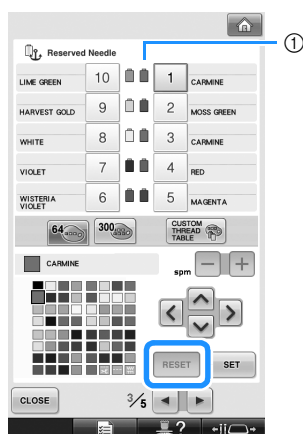 Reserved Needle
①
LIME GREEN 10 1 CARMINE
HARVEST GOLD 9 2 MOSS GREEN
WHITE 8 3 CARMINE
VIOLET 7 4 RED
WISTERIA VIOLET 6 5 MAGENTA
64 300 CUSTOM THREAD TABLE
CARMINE
spm − +
RESET SET
CLOSE 3/5
?